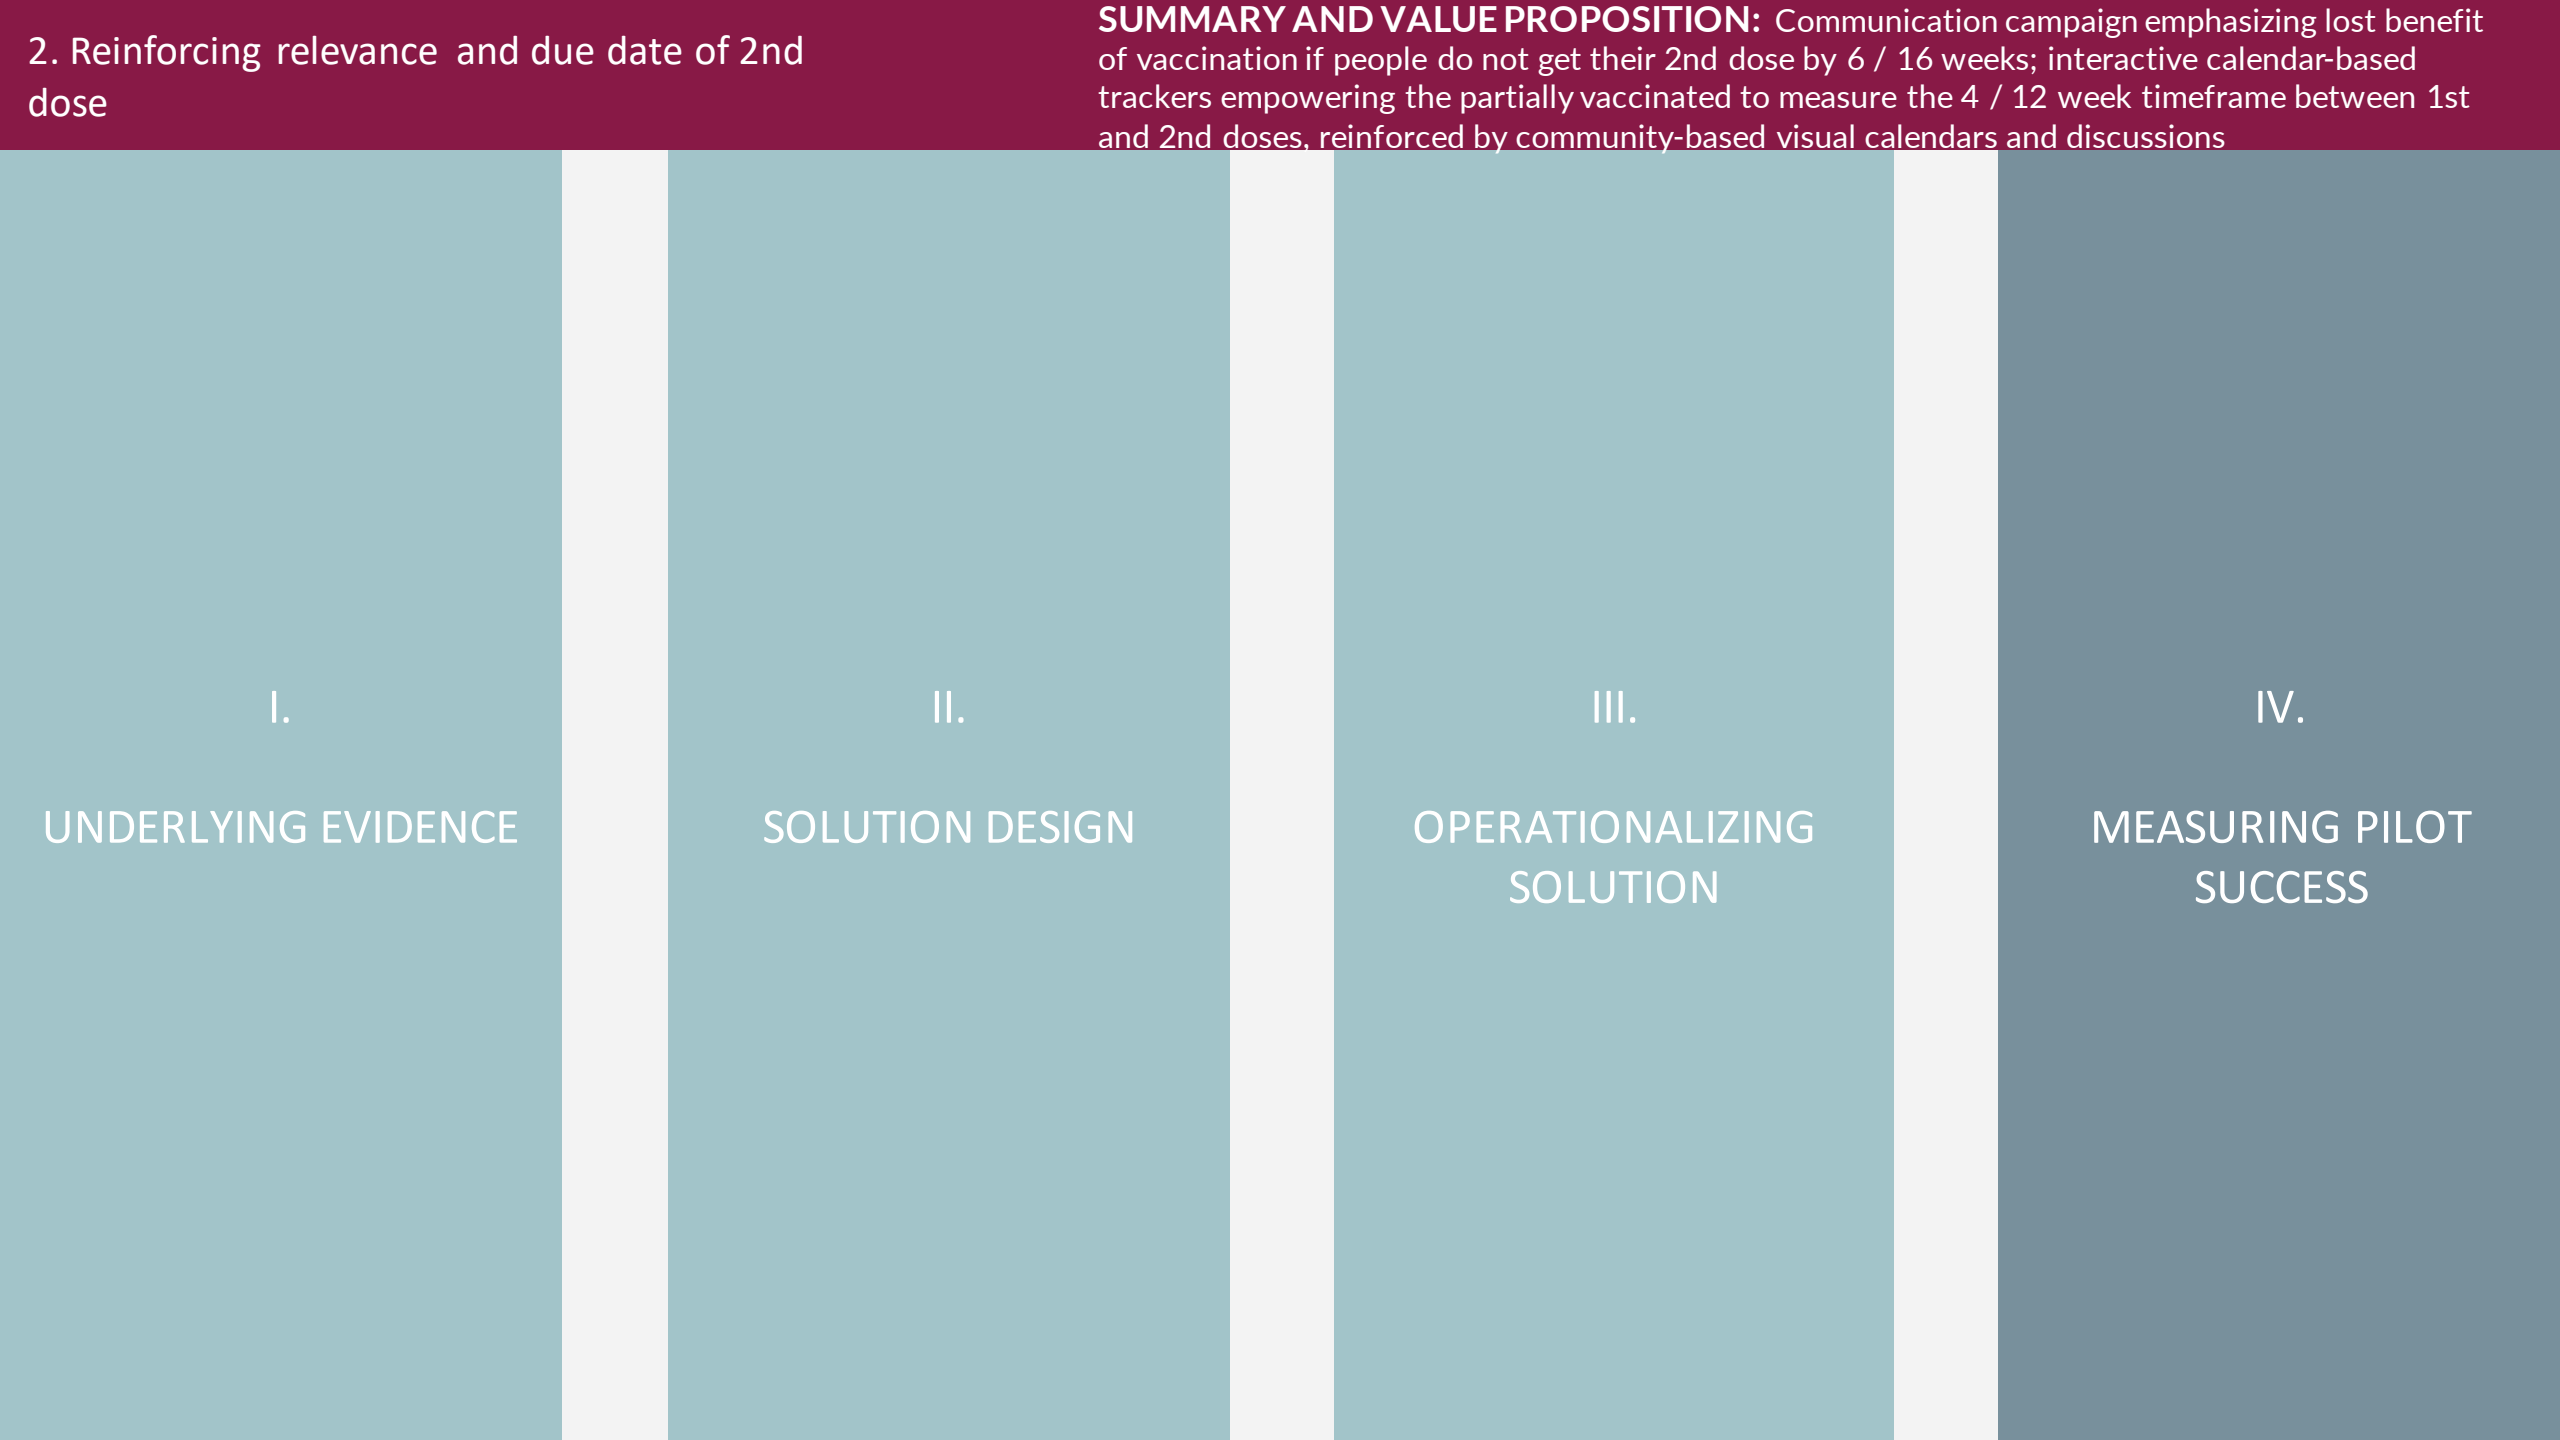 2. Reinforcing relevance and due date of 2nd
dose
SUMMARY AND VALUE PROPOSITION: Communication campaign emphasizing lost benefit
of vaccination if people do not get their 2nd dose by 6 / 16 weeks; interactive calendar-based
trackers empowering the partially vaccinated to measure the 4 / 12 week timeframe between 1st
and 2nd doses, reinforced by community-based visual calendars and discussions
I.
UNDERLYING EVIDENCE
II.
SOLUTION DESIGN
III.
OPERATIONALIZING
SOLUTION
IV.
MEASURING PILOT
SUCCESS